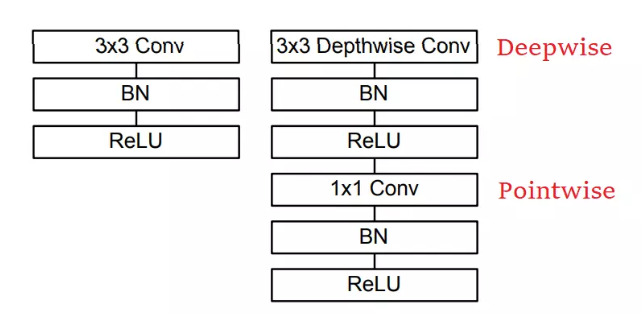 3x3 Conv
BN
ReLU
3x3 Depthwise Conv
Deepwise
BN
ReLU
1x1 Conv
Pointwise
BN
ReLU